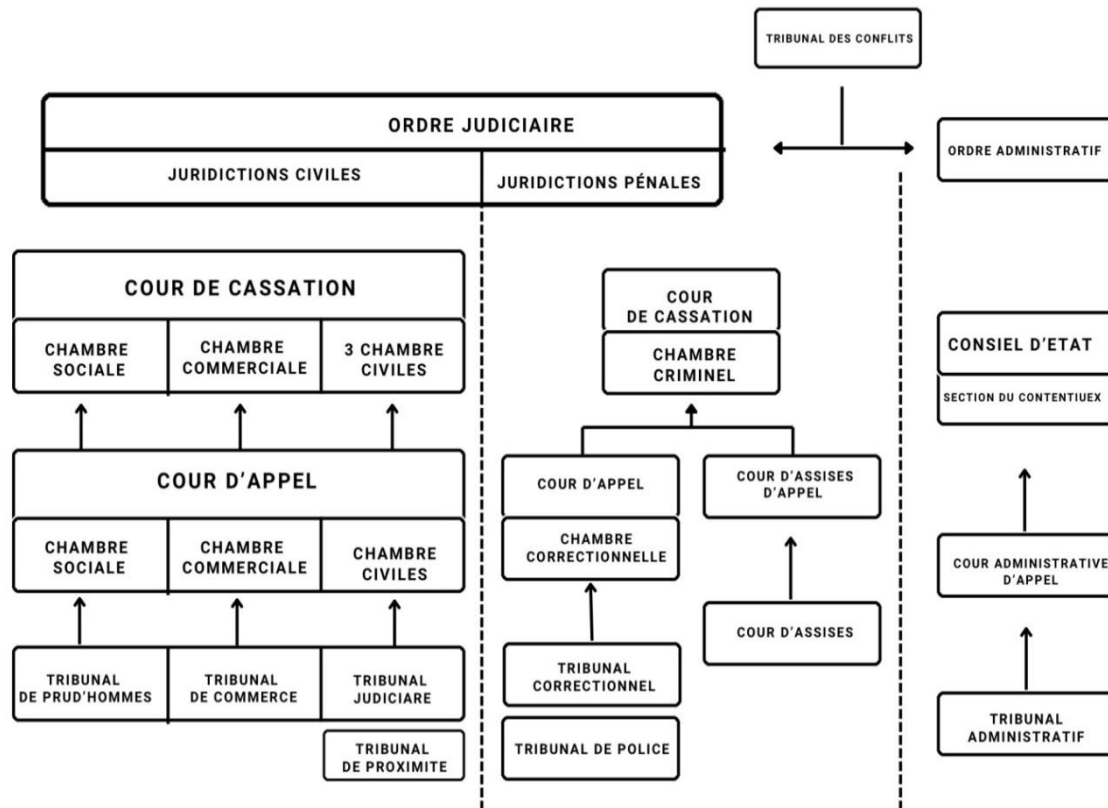 TRIBUNAL DES CONFLITS
ORDRE JUDICIAIRE
JURIDICTIONS CIVILES
JURIDICTIONS PÉNALES
ORDRE ADMINISTRATIF
COUR DE CASSATION
CHAMBRE
SOCIALE
CHAMBRE
COMMERCIALE
3 CHAMBRE
CIVILES
COUR D'APPEL
CHAMBRE
SOCIALE
CHAMBRE
COMMERCIALE
CHAMBRE
CIVILES
TRIBUNAL
DE PRUD'HOMMES
TRIBUNAL
DE COMMERCE
TRIBUNAL
JUDICIARE
TRIBUNAL
DE PROXIMITE
COUR
DE CASSATION
CHAMBRE
CRIMINEL
COUR D'APPEL
CHAMBRE
CORRECTIONNELLE
COUR D'ASSISES
D'APPEL
COUR D'ASSISES
TRIBUNAL
CORRECTIONNEL
TRIBUNAL DE POLICE
CONSIEL D'ETAT
SECTION DU CONTENTIUEX
COUR ADMINISTRATIVE
D'APPEL
TRIBUNAL
ADMINISTRATIF